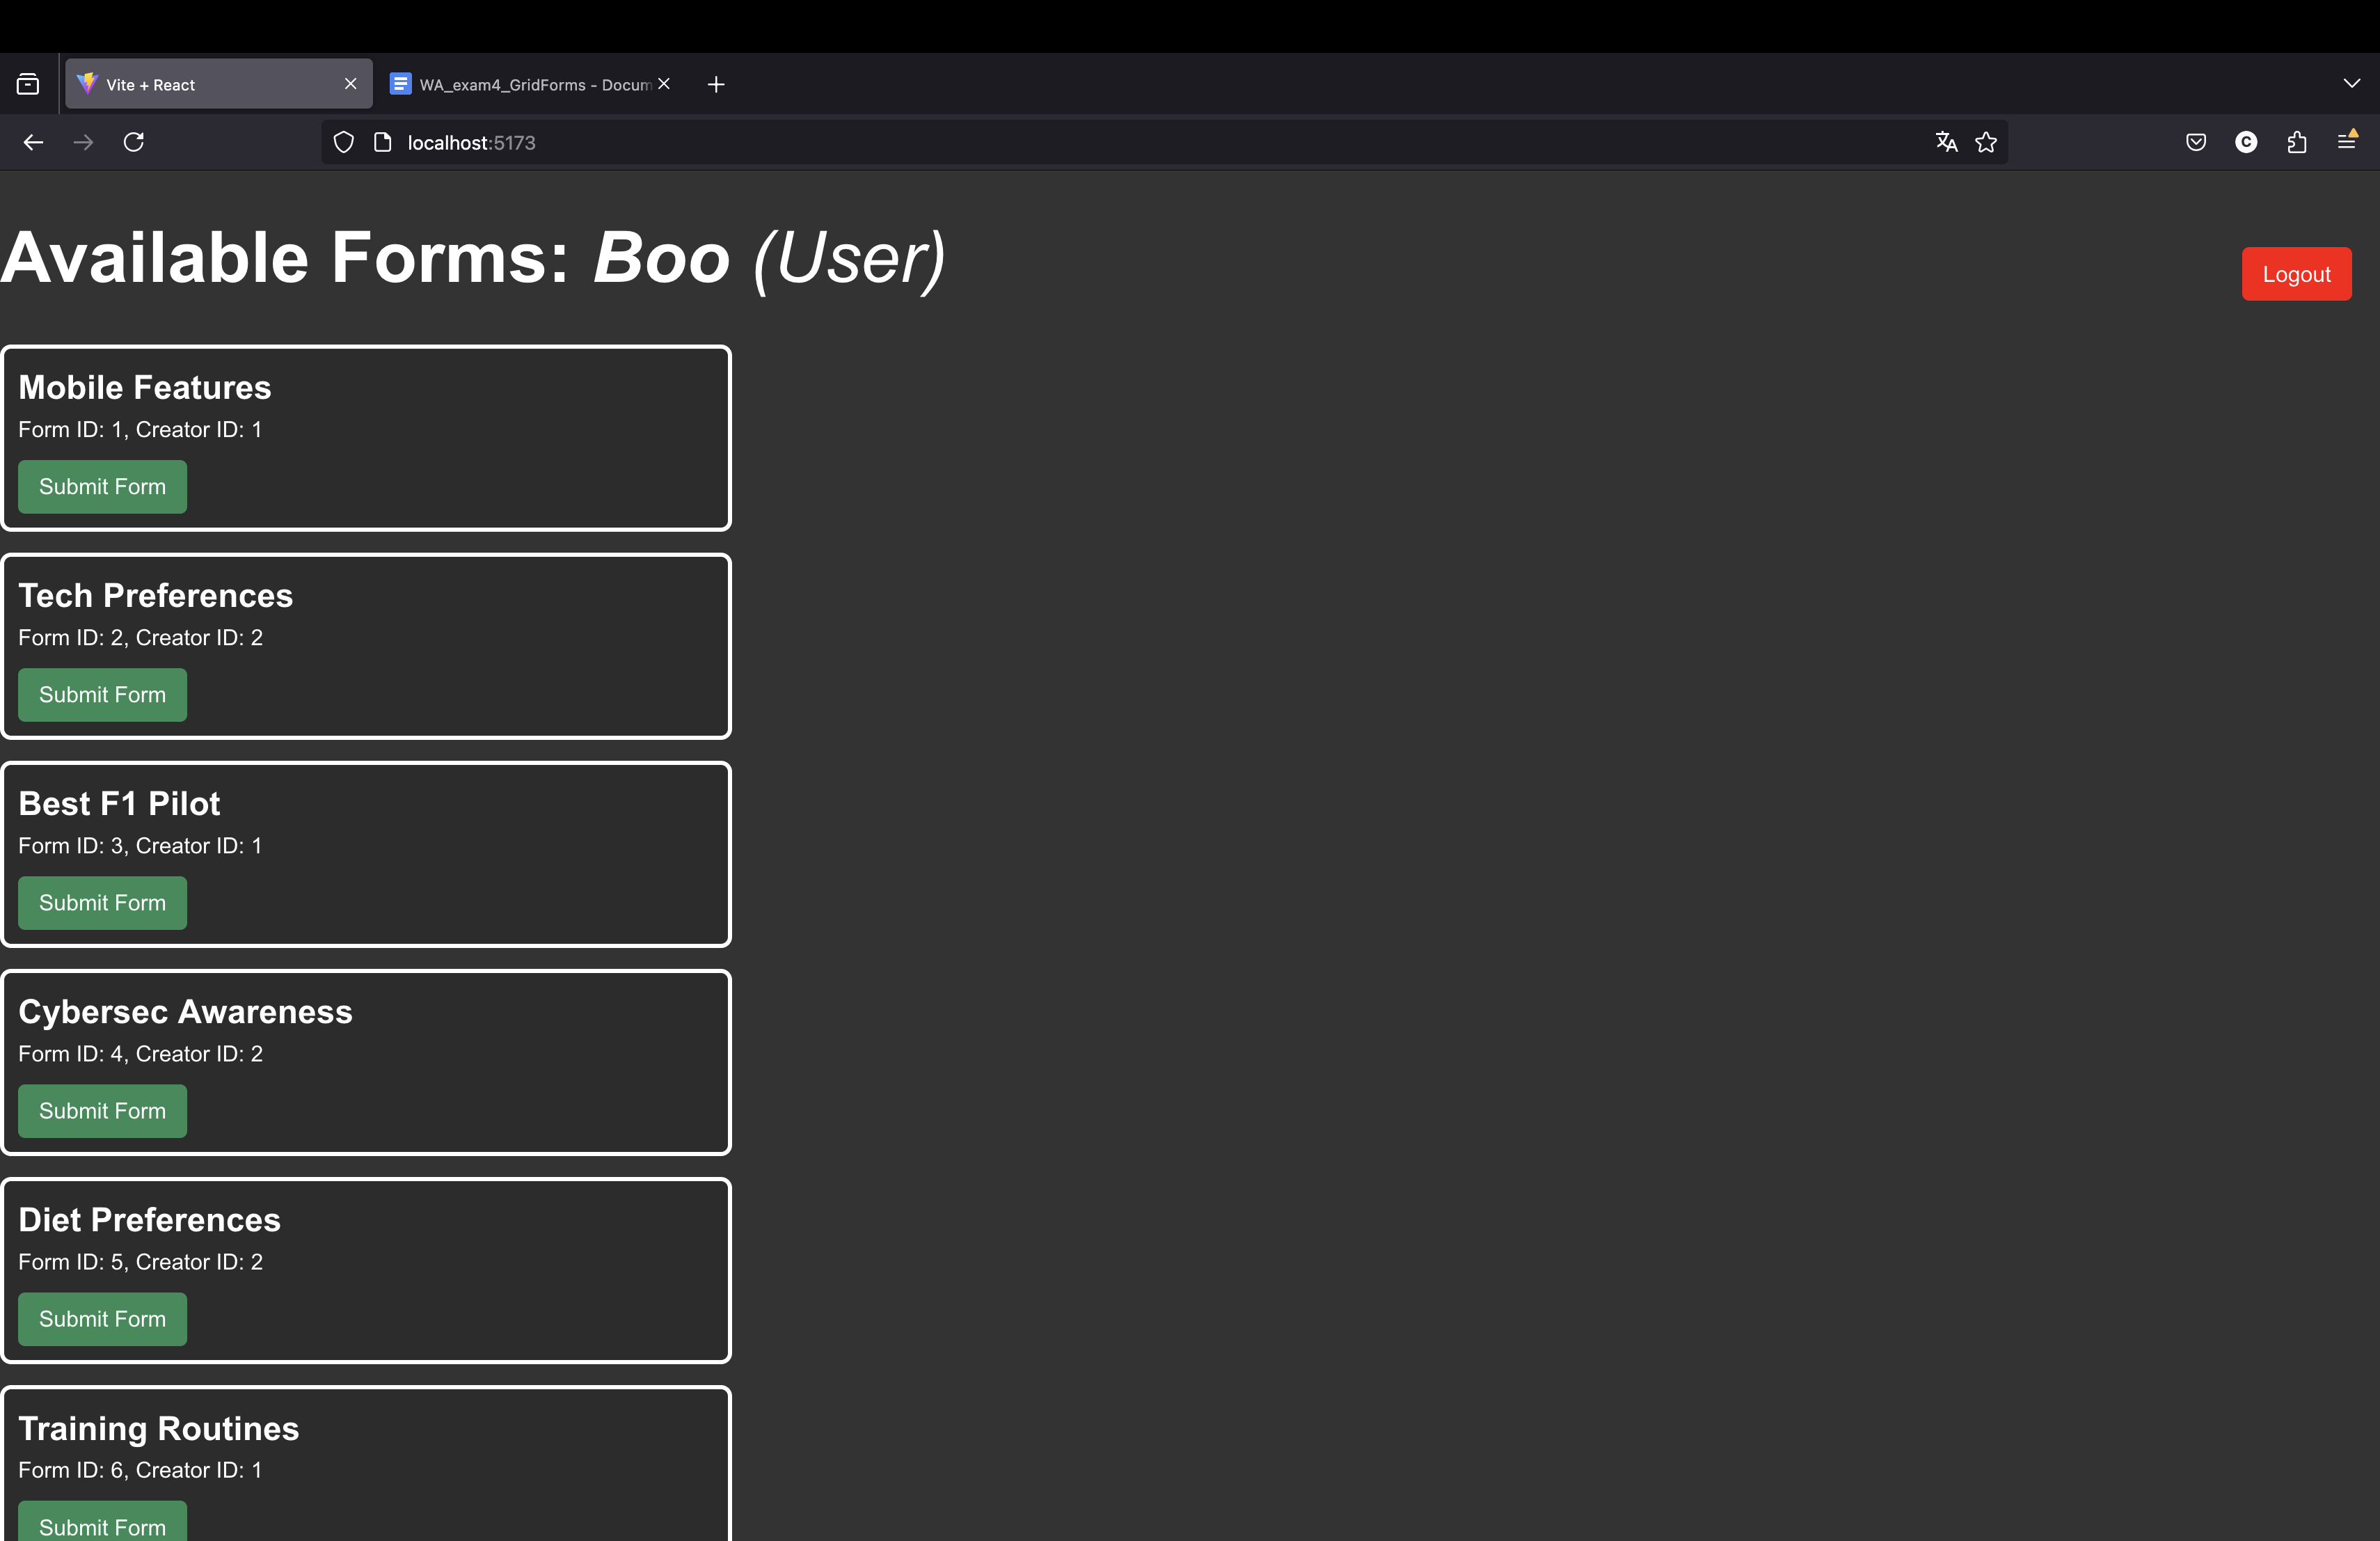 Vite + React
WA_exam4_GridForms - Docum
localhost:5173
Available Forms: Boo (User)
Logout
Mobile Features
Form ID: 1, Creator ID: 1
Submit Form
Tech Preferences
Form ID: 2, Creator ID: 2
Submit Form
Best F1 Pilot
Form ID: 3, Creator ID: 1
Submit Form
Cybersec Awareness
Form ID: 4, Creator ID: 2
Submit Form
Diet Preferences
Form ID: 5, Creator ID: 2
Submit Form
Training Routines
Form ID: 6, Creator ID: 1
Submit Form